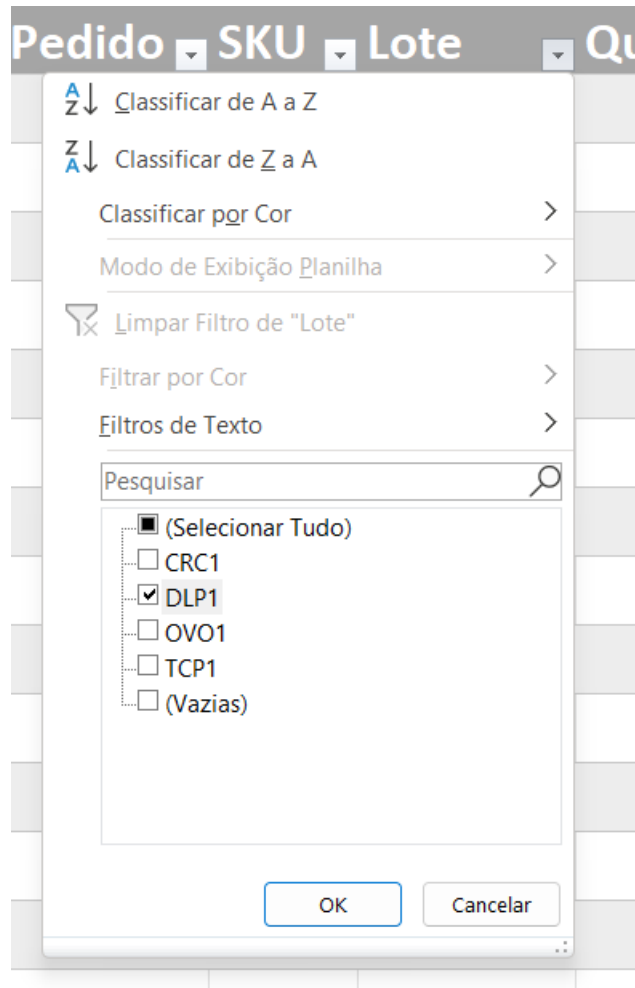 Pedido SKU Lote Qu
Classificar de A a Z
Classificar de Z a A
Classificar por Cor
Modo de Exibição Planilha
Limpar Filtro de "Lote"
Filtrar por Cor
Filtros de Texto
Pesquisar
(Selecionar Tudo)
CRC1
DLP1
OVO1
TCP1
(Vazias)
OK Cancelar